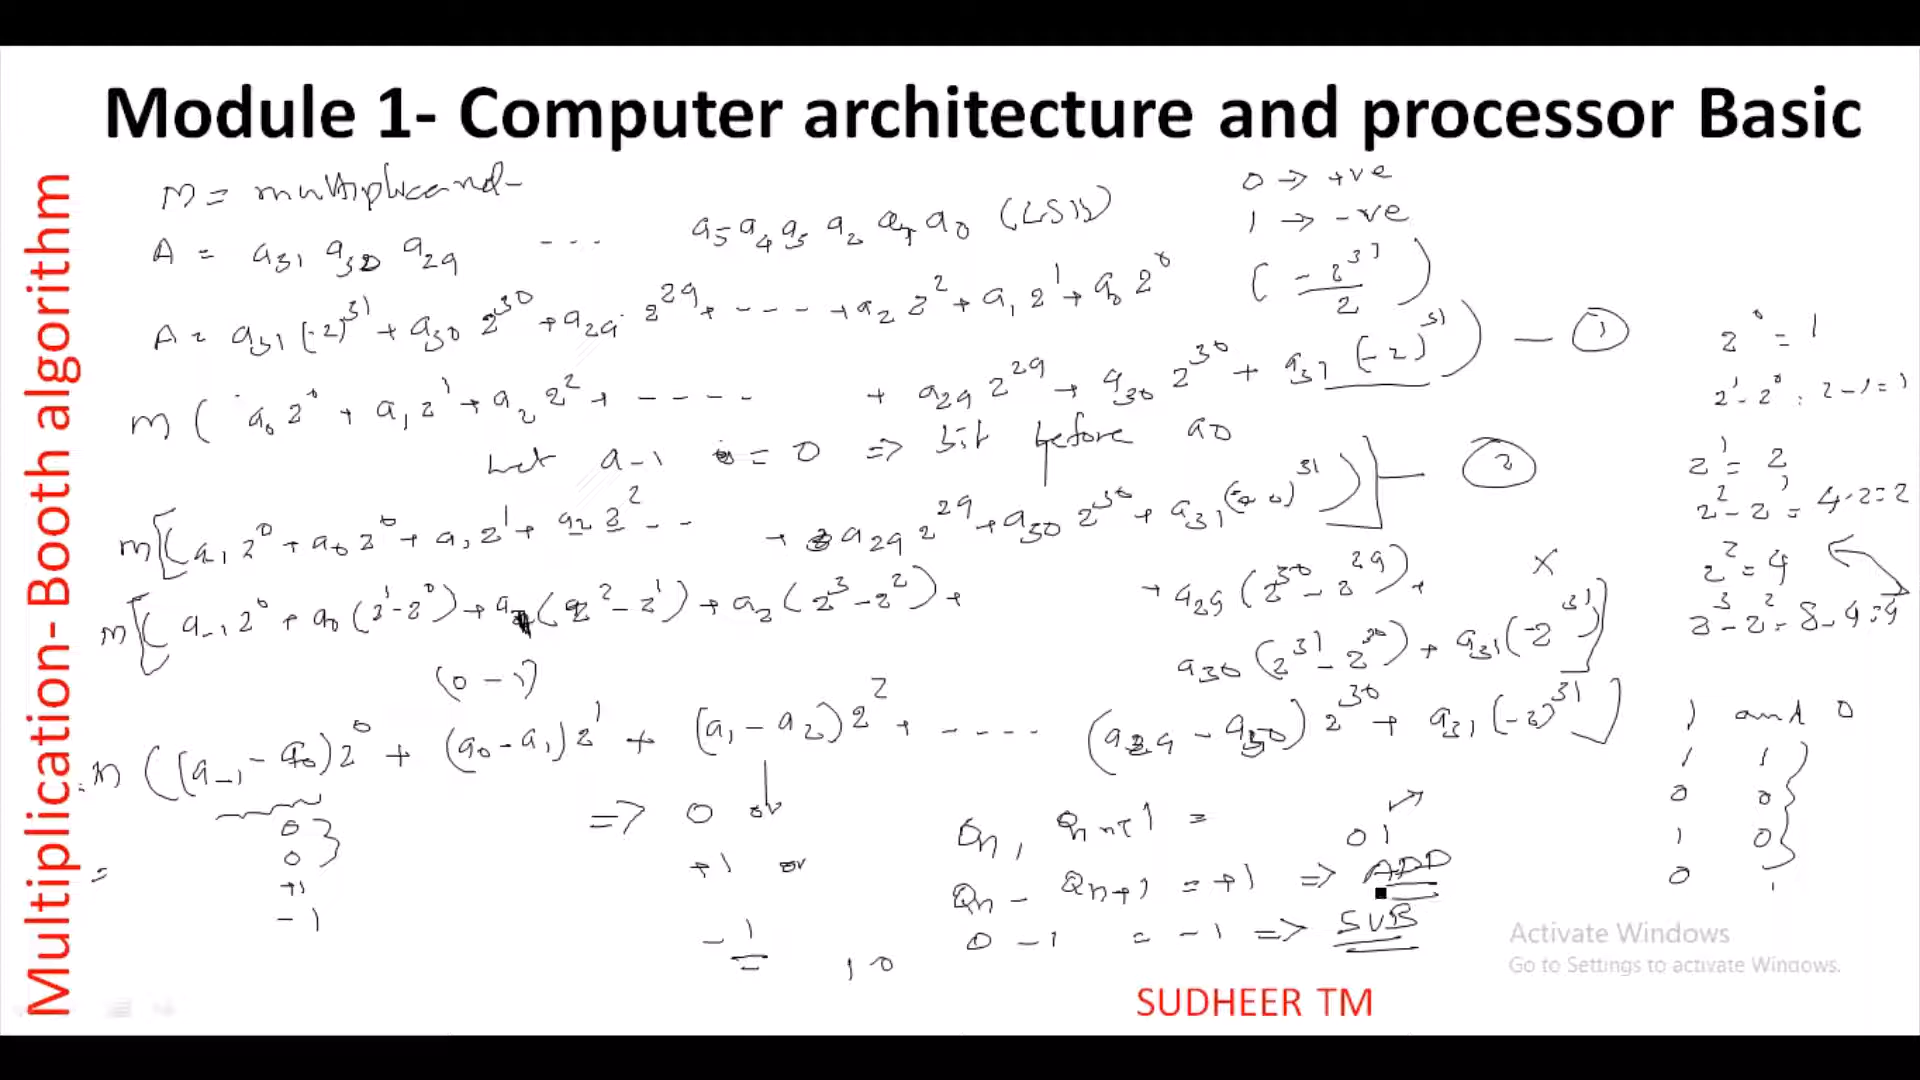 Module 1- Computer architecture and processor Basic
Multiplication- Booth algorithm
M = multiplicand
0 → +ve
1 → -ve
A = a31 a30 a29 --- a5 a4 a3 a2 a1 a0 (LSB)
(-2^31 / 2)
A = a31 (-2)^31 + a30 2^30 + a29 2^29 + ---- + a2 2^2 + a1 2^1 + a0 2^0
m ( a0 2^0 + a1 2^1 + a2 2^2 + ----- + a29 2^29 + a30 2^30 + a31 (-2)^31 ) — ①
Let a-1 = 0 => bit before a0
m[( a-1 2^0 + a0 2^0 + a1 2^1 + a2 2^2 -- + a29 2^29 + a30 2^30 + a31 (-2)^31 )] — ②
m[( a-1 2^0 + a0 (2^1 - 2^0) + a1 (2^2 - 2^1) + a2 (2^3 - 2^2) + + a29 (2^30 - 2^29) +
a30 (2^31 - 2^30) + a31 (-2^31) ]
x
(0 - 1)
= m ((a-1 - a0) 2^0 + (a0 - a1) 2^1 + (a1 - a2) 2^2 + ---- (a29 - a30) 2^30 + a31 (-2)^31 ]
=
0
0 }
+1
-1
=> 0 or
+1 or
-1
1 0
Qn, Qn+1 =
01
Qn - Qn+1 = +1 => ADD
0 - 1 = -1 => SUB
2^0 = 1
2^1 - 2^0 = 2 - 1 = 1
2^1 = 2
2^2 - 2^1 = 4 - 2 = 2
2^2 = 4
2^3 - 2^2 = 8 - 4 = 4
1 and 0
1 1
0 0
1 0
0 1
Activate Windows
Go to Settings to activate Windows.
SUDHEER TM